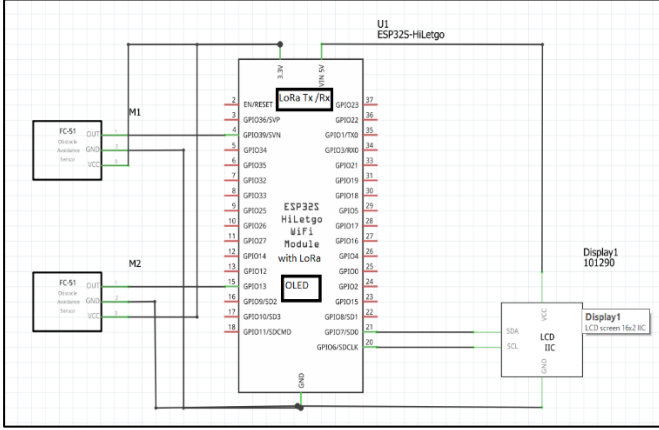 U1
ESP32S-HiLetgo
3.3V
VIN 5V
LoRa Tx /Rx
2 EN/RESET
3 GPIO36/SVP
4 GPIO39/SVN
5 GPIO34
6 GPIO35
7 GPIO32
8 GPIO33
9 GPIO25
10 GPIO26
11 GPIO27
12 GPIO14
13 GPIO12
15 GPIO13
16 GPIO9/SD2
17 GPIO10/SD3
18 GPIO11/SDCMD
GPIO23 37
GPIO22 36
GPIO1/TX0 35
GPIO3/RX0 34
GPIO21 33
GPIO19 31
GPIO18 30
GPIO5 29
GPIO17 28
GPIO16 27
GPIO4 26
GPIO0 25
GPIO2 24
GPIO15 23
GPIO8/SD1 22
GPIO7/SD0 21
GPIO6/SDCLK 20
ESP32S
HiLetgo
WiFi
Module
with LoRa
OLED
GND
M1
FC-51
Obstacle
Avoidance
Sensor
OUT 1
GND 2
VCC 3
M2
FC-51
Obstacle
Avoidance
Sensor
OUT 1
GND 2
VCC 3
Display1
101290
VCC
SDA
SCL
LCD
IIC
GND
Display1
LCD screen 16x2 IIC